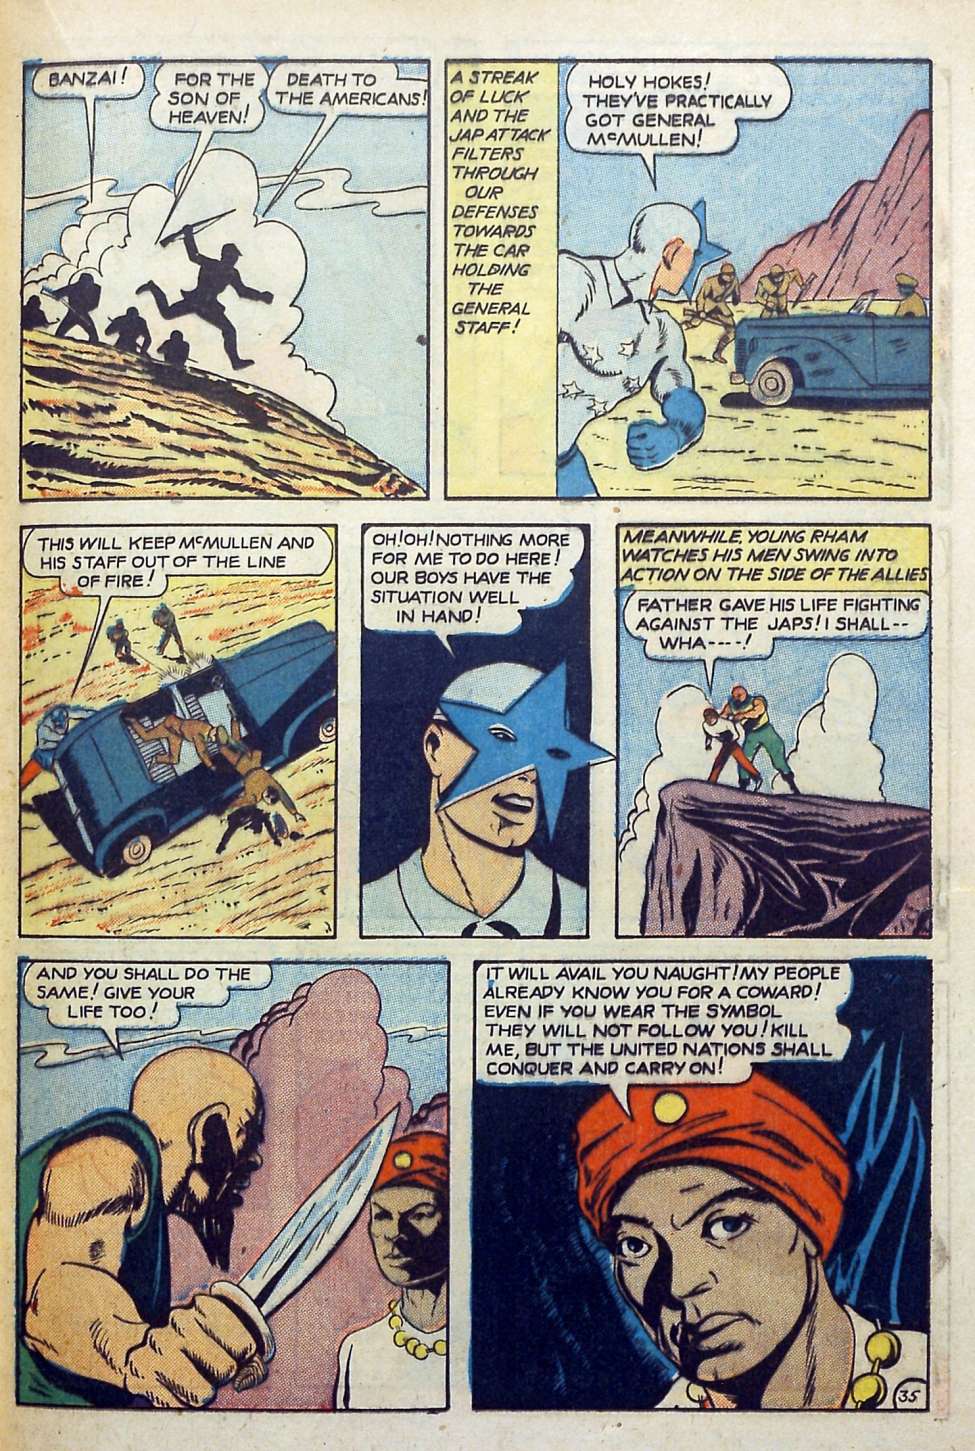 BANZAI!
FOR THE
SON OF
HEAVEN!
DEATH TO
THE AMERICANS!
A STREAK
OF LUCK
AND THE
JAP ATTACK
FILTERS
THROUGH
OUR
DEFENSES
TOWARDS
THE CAR
HOLDING
THE
GENERAL
STAFF!
HOLY HOKES!
THEY'VE PRACTICALLY
GOT GENERAL
McMULLEN!
THIS WILL KEEP McMULLEN AND
HIS STAFF OUT OF THE LINE
OF FIRE!
OH! OH! NOTHING MORE
FOR ME TO DO HERE!
OUR BOYS HAVE THE
SITUATION WELL
IN HAND!
MEANWHILE, YOUNG RHAM
WATCHES HIS MEN SWING INTO
ACTION ON THE SIDE OF THE ALLIES
FATHER GAVE HIS LIFE FIGHTING
AGAINST THE JAPS! I SHALL--
WHA----!
AND YOU SHALL DO THE
SAME! GIVE YOUR
LIFE TOO!
IT WILL AVAIL YOU NAUGHT! MY PEOPLE
ALREADY KNOW YOU FOR A COWARD!
EVEN IF YOU WEAR THE SYMBOL
THEY WILL NOT FOLLOW YOU! KILL
ME, BUT THE UNITED NATIONS SHALL
CONQUER AND CARRY ON!
35